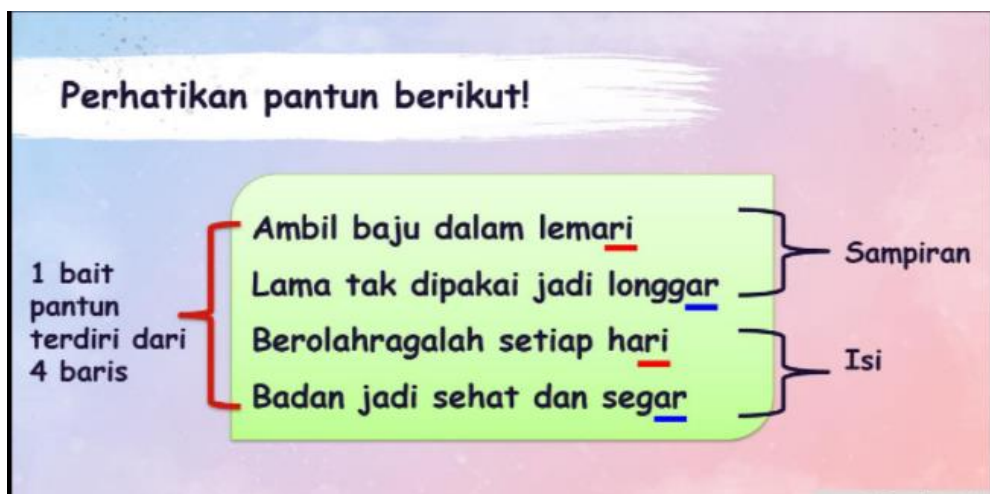 Perhatikan pantun berikut!
1 bait
pantun
terdiri dari
4 baris
Ambil baju dalam lemari
Lama tak dipakai jadi longgar
Berolahragalah setiap hari
Badan jadi sehat dan segar
Sampiran
Isi